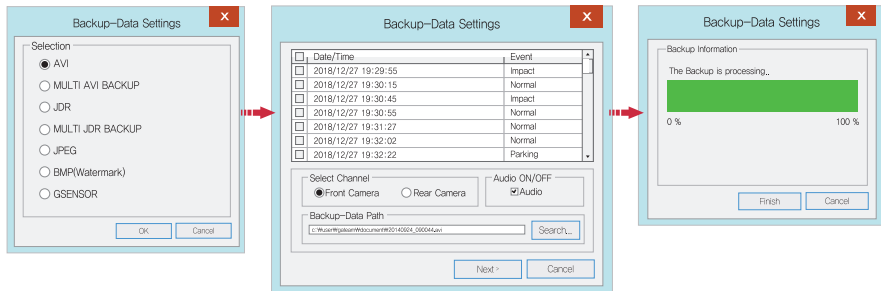 Backup-Data Settings
X
Selection
AVI
MULTI AVI BACKUP
JDR
MULTI JDR BACKUP
JPEG
BMP(Watermark)
GSENSOR
OK Cancel
Backup-Data Settings
X
Date/Time Event
2018/12/27 19:29:55 Impact
2018/12/27 19:30:15 Normal
2018/12/27 19:30:45 Impact
2018/12/27 19:30:55 Normal
2018/12/27 19:31:27 Normal
2018/12/27 19:32:02 Normal
2018/12/27 19:32:22 Parking
Select Channel
Front Camera Rear Camera
Audio ON/OFF
Audio
Backup-Data Path
c:₩user₩galeam₩document₩20140924_090044.avi
Search...
Next> Cancel
Backup-Data Settings
X
Backup Information
The Backup is processing..
0 % 100 %
Finish Cancel